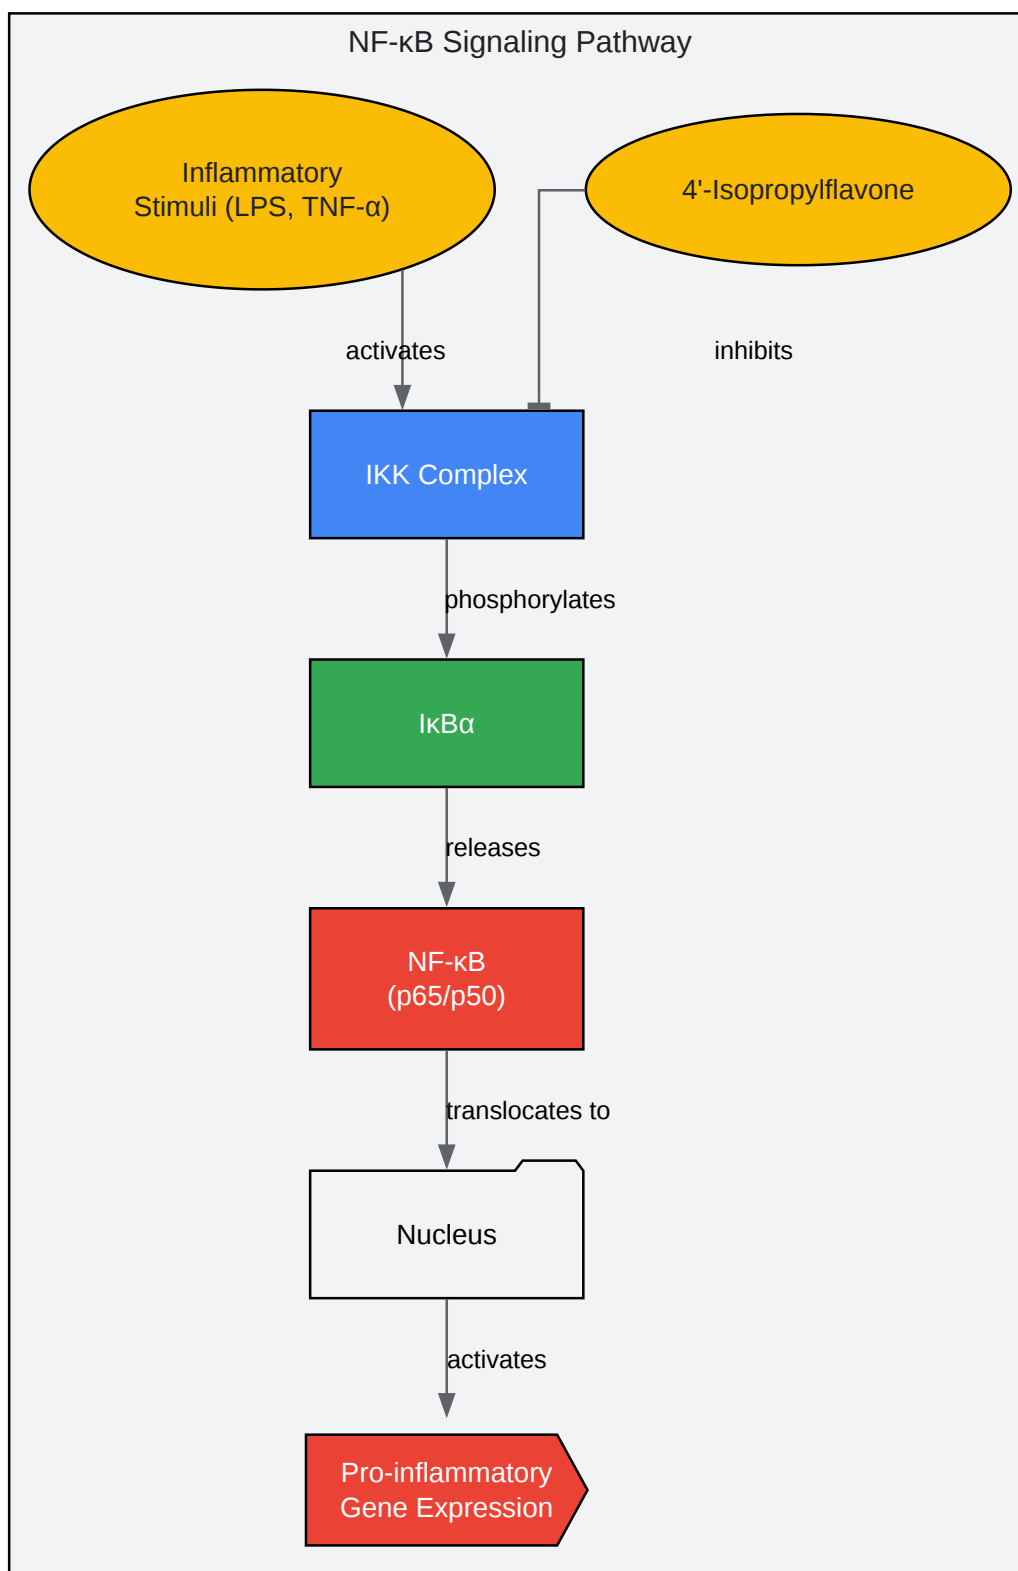 NF-κB Signaling Pathway
Inflammatory
Stimuli (LPS, TNF-α)
4'-Isopropylflavone
activates
inhibits
IKK Complex
phosphorylates
IκBα
releases
NF-κB
(p65/p50)
translocates to
Nucleus
activates
Pro-inflammatory
Gene Expression